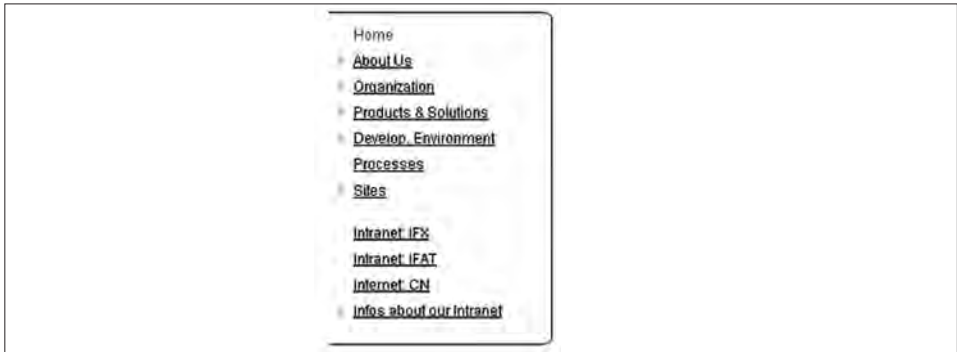 Home
About Us
Organization
Products & Solutions
Develop. Environment
Processes
Sites
Intranet: IFX
Intranet: IFAT
Internet: CN
Infos about our Intranet